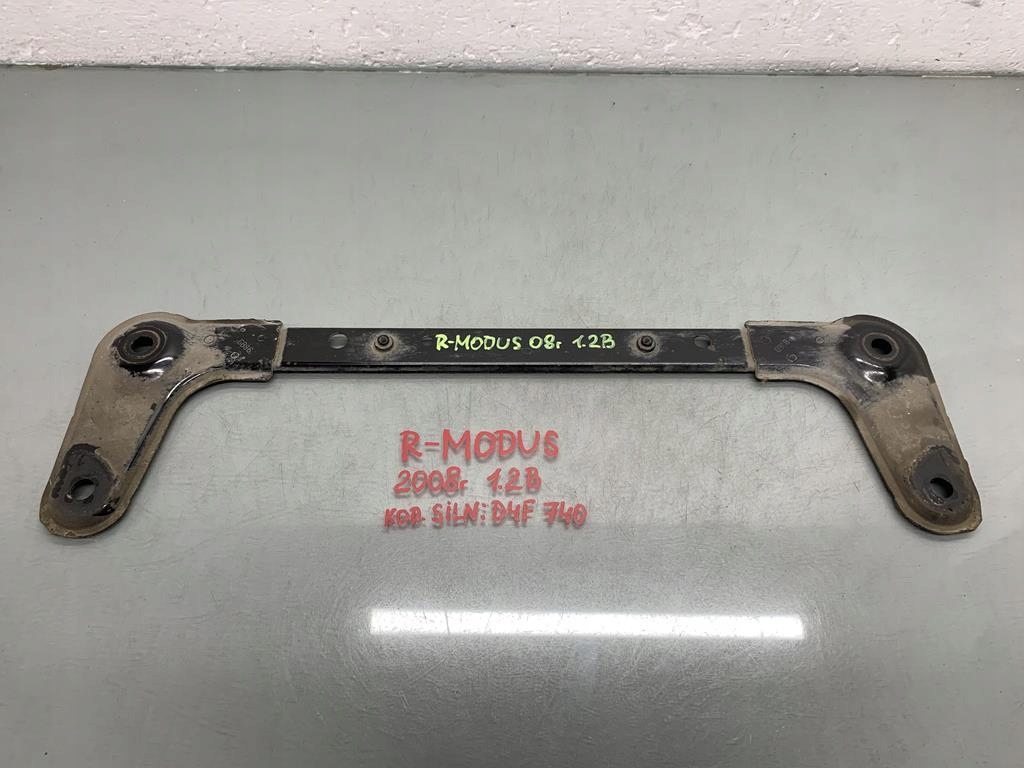 R-MODUS 08r 1.2B
R-MODUS
2008r 1.2B
KOD. SiLN: D4F 740